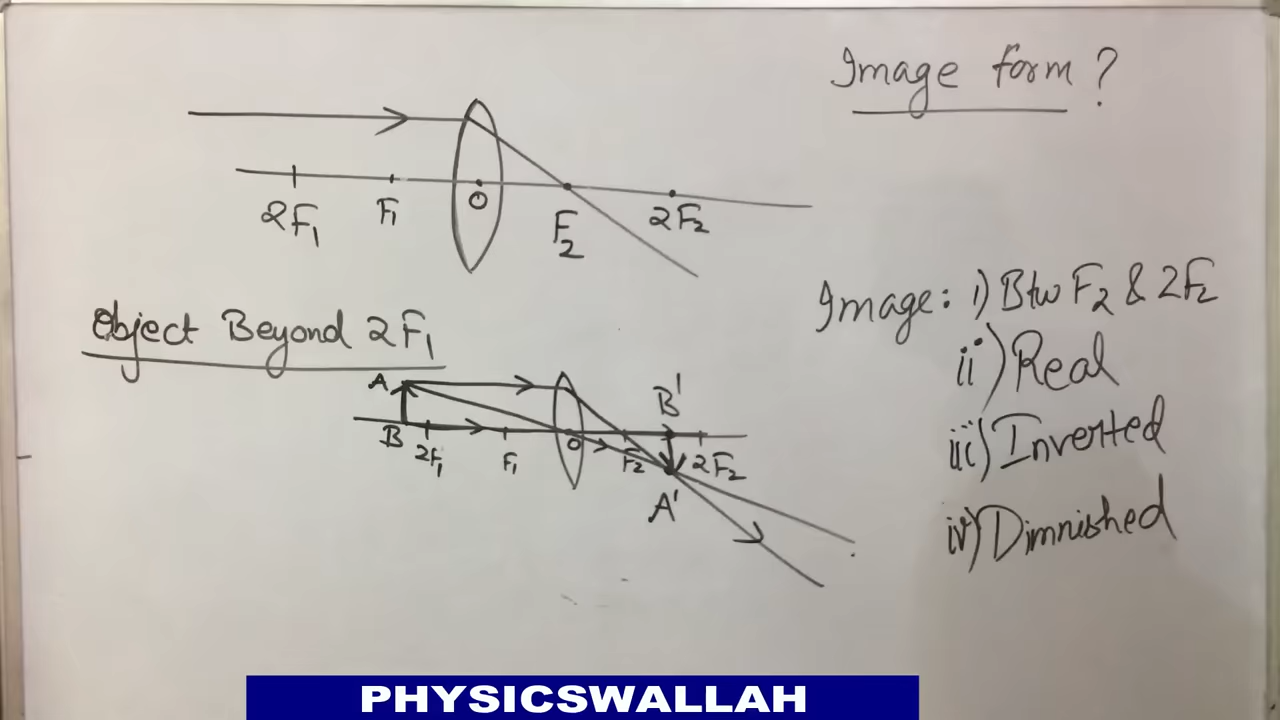 Image form ?
2F₁ F₁ O F₂ 2F₂
Object Beyond 2F₁
A
B 2F₁ F₁ O F₂ B' 2F₂
A'
Image: i) Btw F₂ & 2F₂
ii) Real
iii) Inverted
iv) Dimnished
PHYSICSWALLAH